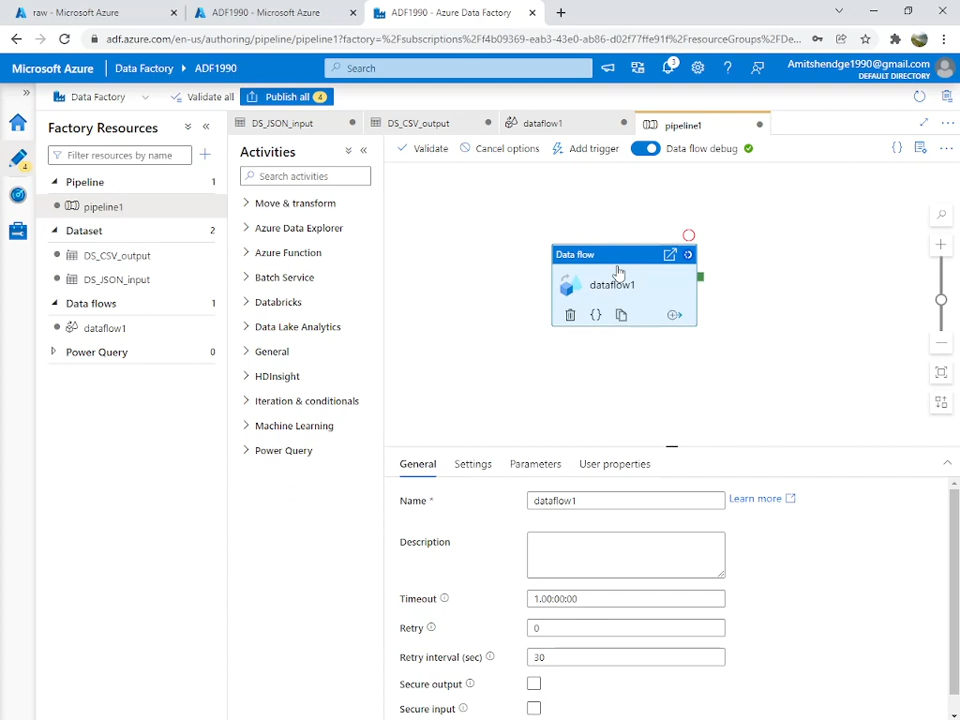 raw - Microsoft Azure
ADF1990 - Microsoft Azure
ADF1990 - Azure Data Factory
adf.azure.com/en-us/authoring/pipeline/pipeline1?factory=%2Fsubscriptions%2Ff4b09369-eab3-43e0-ab86-d02f77ffe91f%2FresourceGroups%2FDe...
Microsoft Azure
Data Factory
ADF1990
Search
3
Amitshendge1990@gmail.com
DEFAULT DIRECTORY
Data Factory
Validate all
Publish all 4
4
Factory Resources
Filter resources by name
Pipeline 1
pipeline1
Dataset 2
DS_CSV_output
DS_JSON_input
Data flows 1
dataflow1
Power Query 0
DS_JSON_input
DS_CSV_output
dataflow1
pipeline1
Activities
Search activities
Move & transform
Azure Data Explorer
Azure Function
Batch Service
Databricks
Data Lake Analytics
General
HDInsight
Iteration & conditionals
Machine Learning
Power Query
Validate
Cancel options
Add trigger
Data flow debug
Data flow
dataflow1
General
Settings
Parameters
User properties
Name *
dataflow1
Learn more
Description
Timeout
1.00:00:00
Retry
0
Retry interval (sec)
30
Secure output
Secure input